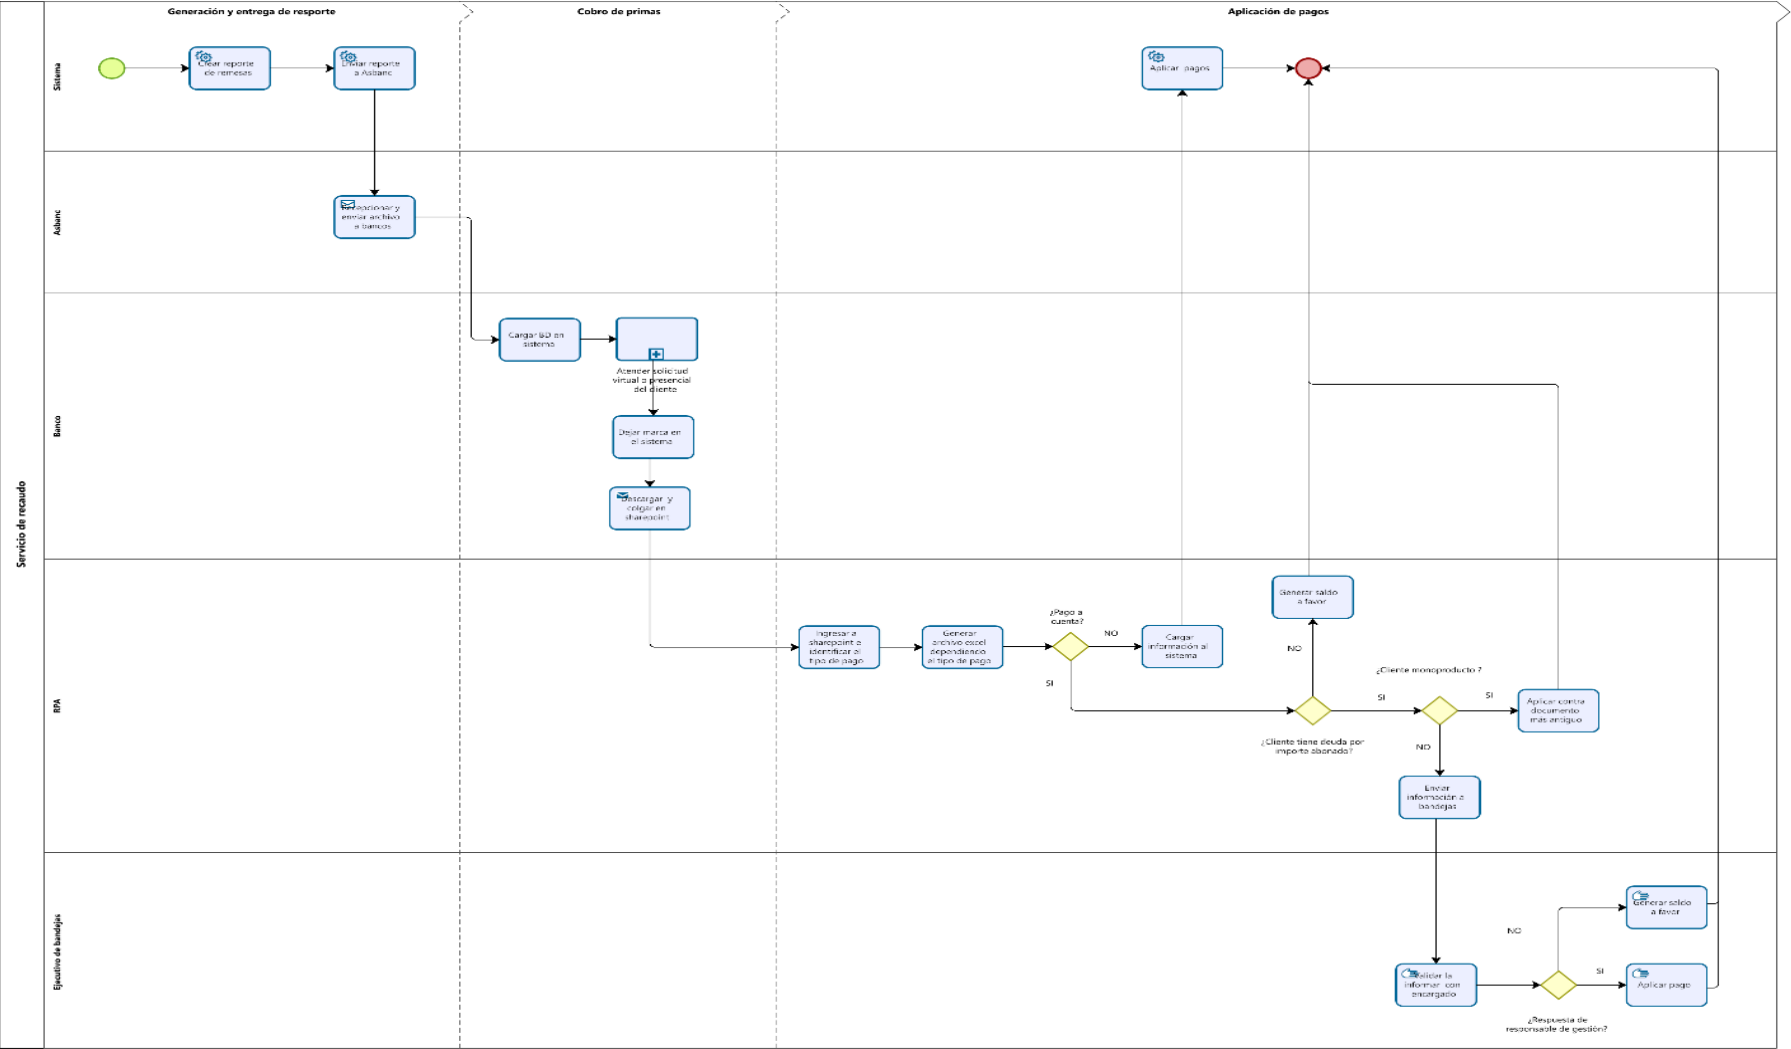 Generación y entrega de resporte
Cobro de primas
Aplicación de pagos
Servicio de recaudo
Sistema
Crear reporte
de remesas
Enviar reporte
a Asbanc
Aplicar pagos
Asbanc
Recepcionar y
enviar archivo
a bancos
Banco
Cargar BD en
sistema
Atender solicitud
virtual o presencial
del cliente
Dejar marca en
el sistema
Descargar y
colgar en
sharepoint
RPA
Ingresar a
sharepoint e
identificar el
tipo de pago
Generar
archivo excel
dependiendo
el tipo de pago
¿Pago a
cuenta?
NO
SI
Cargar
información al
sistema
Generar saldo
a favor
NO
¿Cliente tiene deuda por
importe abonado?
SI
¿Cliente monoproducto ?
SI
NO
Aplicar contra
documento
más antiguo
Enviar
información a
bandejas
Ejecutivo de bandejas
Validar la
informar con
encargado
¿Respuesta de
responsable de gestión?
NO
SI
Generar saldo
a favor
Aplicar pago